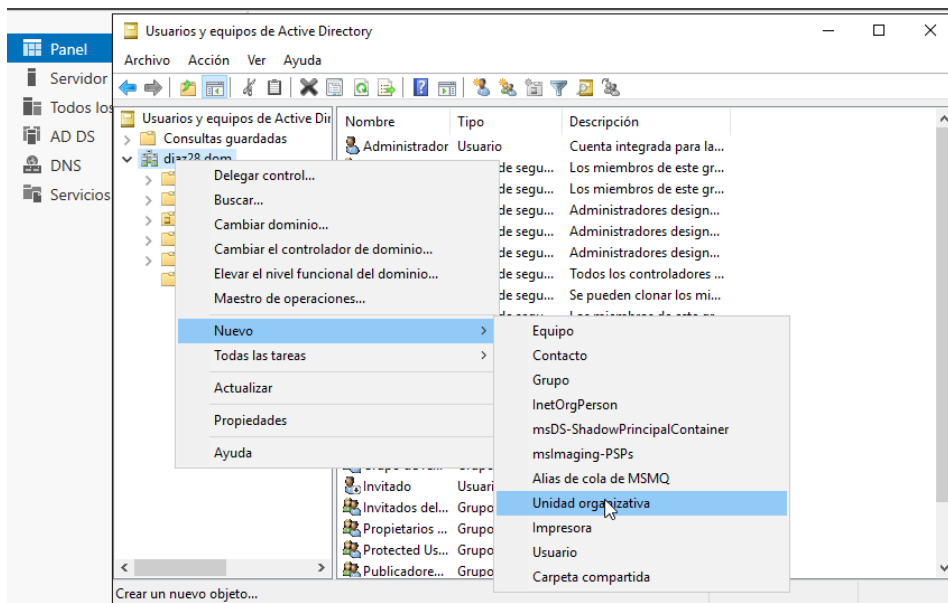 Usuarios y equipos de Active Directory
Archivo Acción Ver Ayuda
Panel
Servidor
Todos los
AD DS
DNS
Servicios
Usuarios y equipos de Active Dir
Consultas guardadas
diaz28.dom
Nombre Tipo Descripción
Administrador Usuario Cuenta integrada para la...
de segu... Los miembros de este gr...
de segu... Los miembros de este gr...
de segu... Administradores design...
de segu... Administradores design...
de segu... Administradores design...
de segu... Todos los controladores ...
de segu... Se pueden clonar los mi...
Delegar control...
Buscar...
Cambiar dominio...
Cambiar el controlador de dominio...
Elevar el nivel funcional del dominio...
Maestro de operaciones...
Nuevo
Todas las tareas
Actualizar
Propiedades
Ayuda
Equipo
Contacto
Grupo
InetOrgPerson
msDS-ShadowPrincipalContainer
msImaging-PSPs
Alias de cola de MSMQ
Unidad organizativa
Impresora
Usuario
Carpeta compartida
Invitado Usuari
Invitados del... Grupo
Propietarios ... Grupo
Protected Us... Grupo
Publicadore... Grupo
Crear un nuevo objeto...